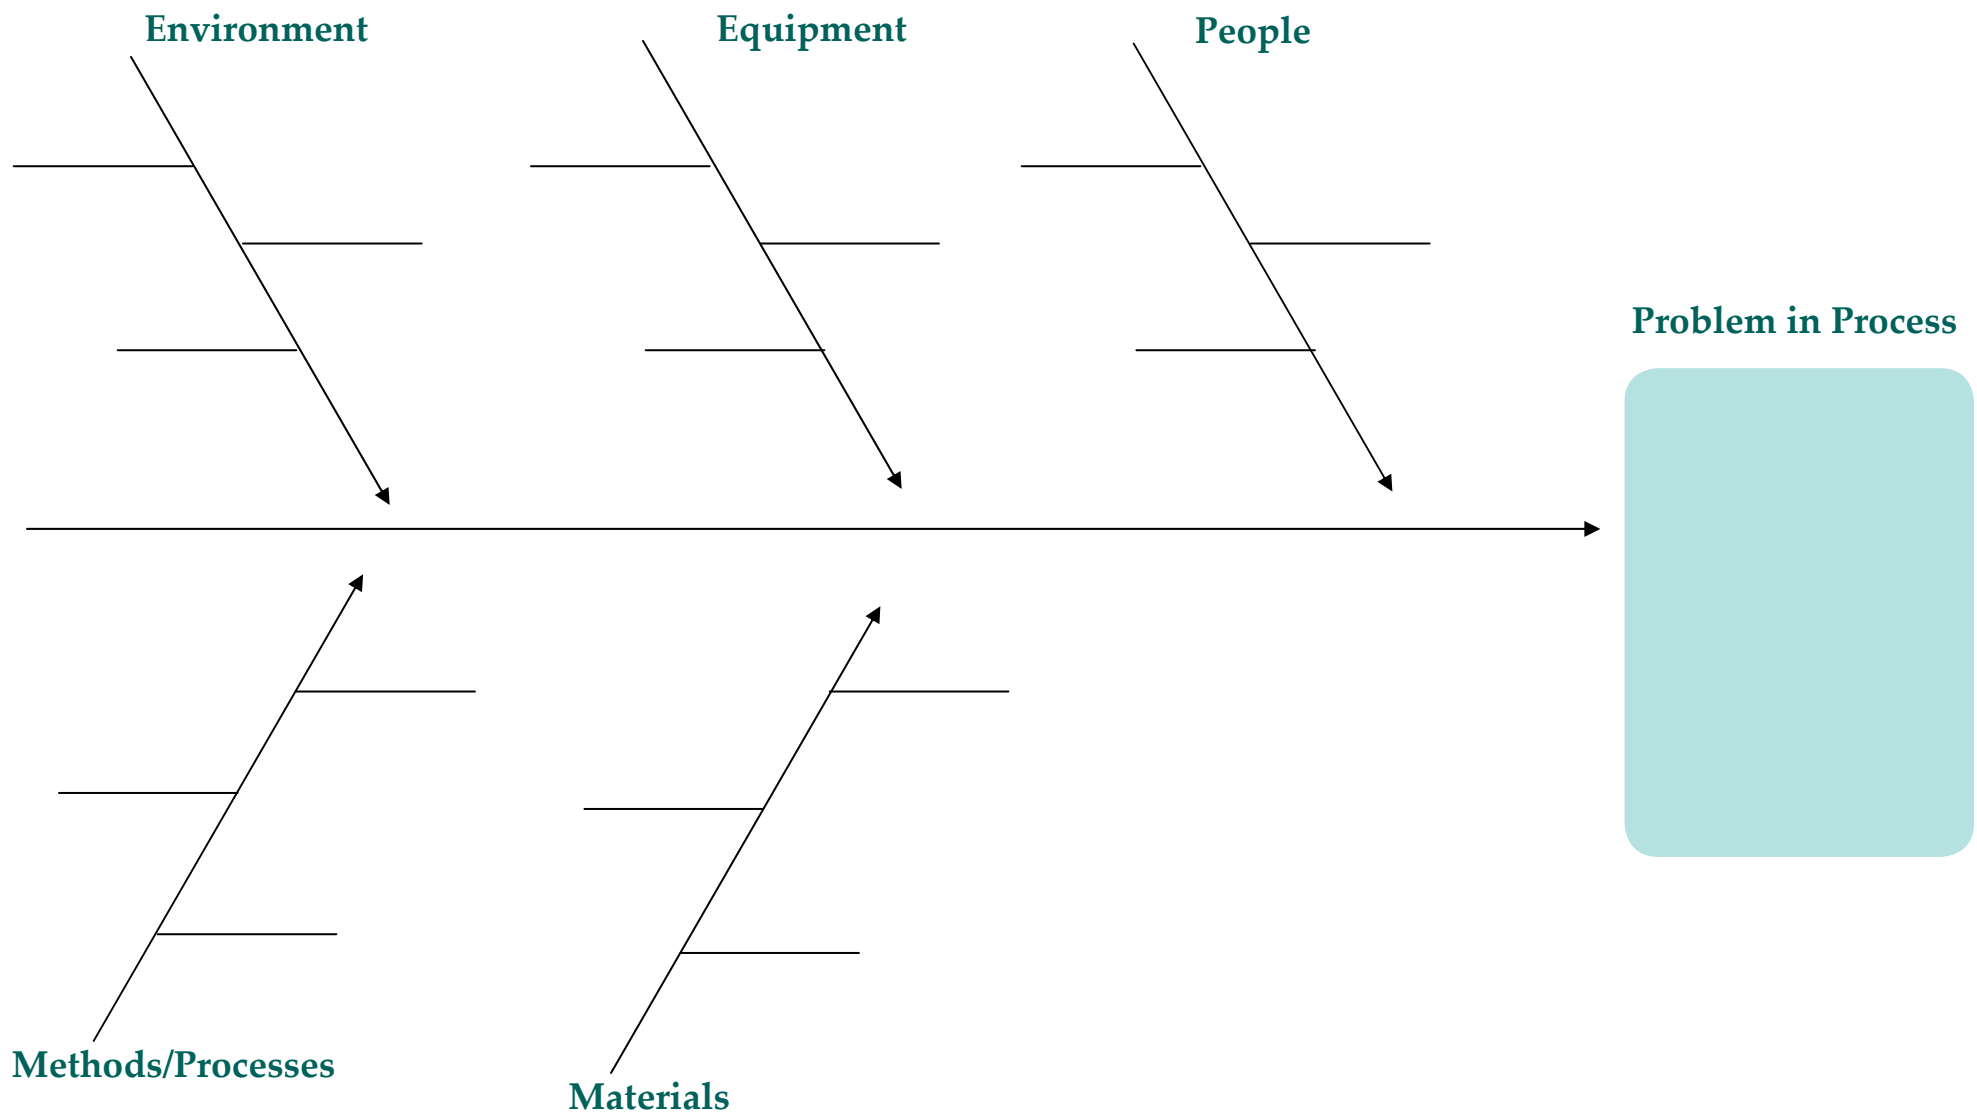 Environment
Equipment
People
Problem in Process
Methods/Processes
Materials